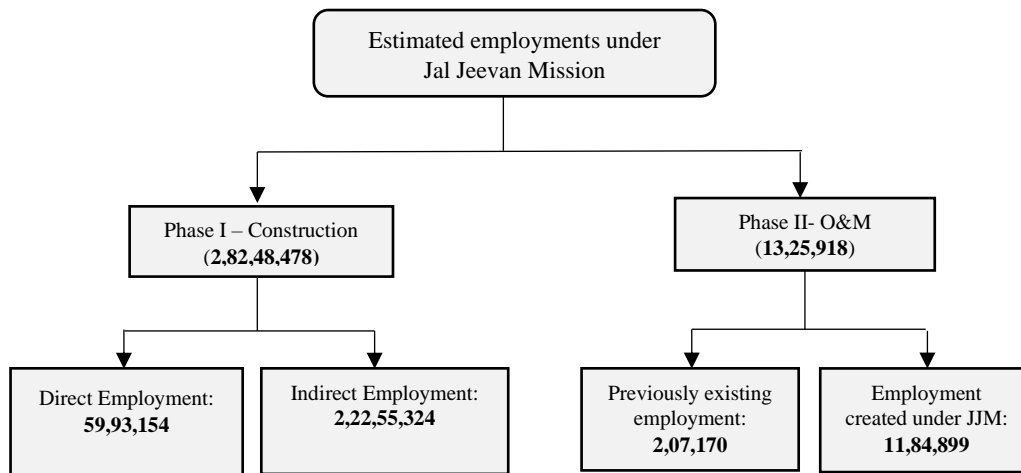 Estimated employments under
Jal Jeevan Mission
Phase I – Construction
(2,82,48,478)
Phase II- O&M
(13,25,918)
Direct Employment:
59,93,154
Indirect Employment:
2,22,55,324
Previously existing
employment:
2,07,170
Employment
created under JJM:
11,84,899